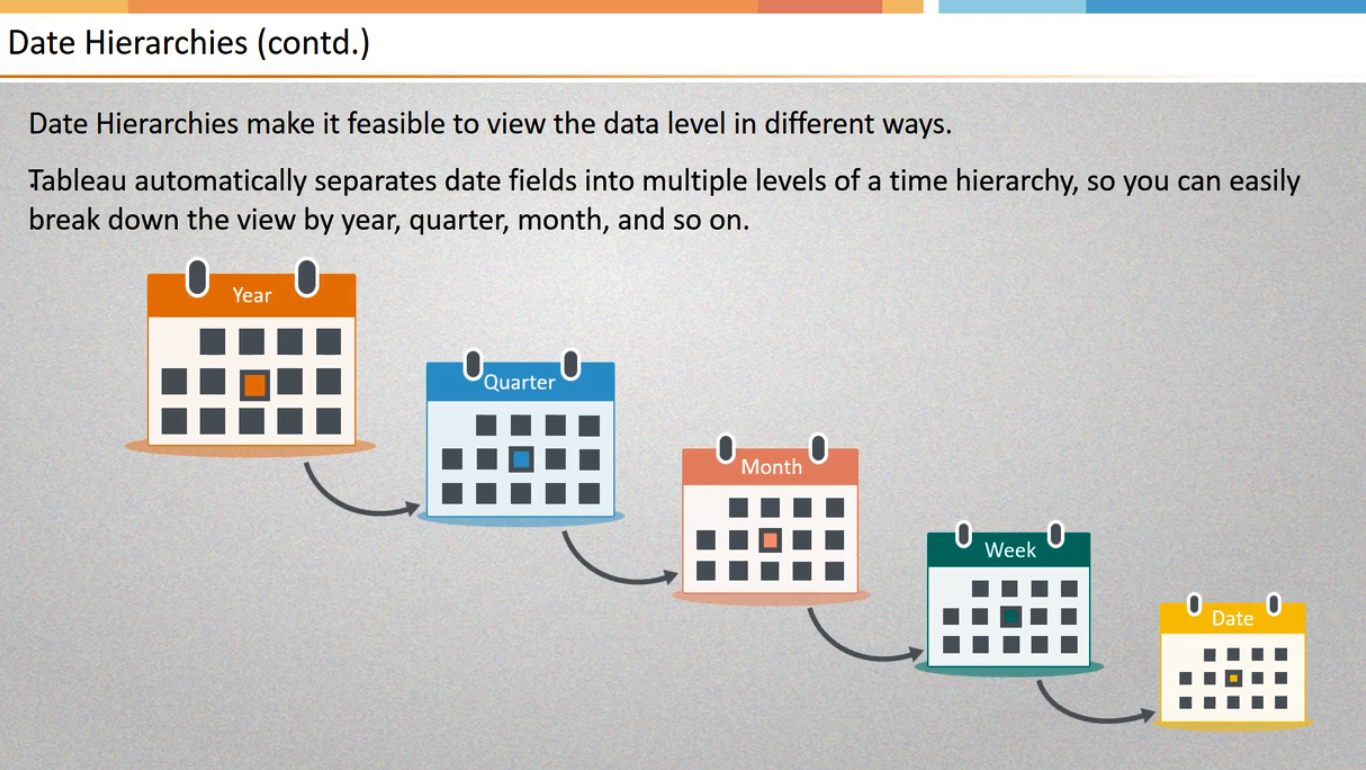 Date Hierarchies (contd.)
Date Hierarchies make it feasible to view the data level in different ways.
Tableau automatically separates date fields into multiple levels of a time hierarchy, so you can easily
break down the view by year, quarter, month, and so on.
Year
Quarter
Month
Week
Date